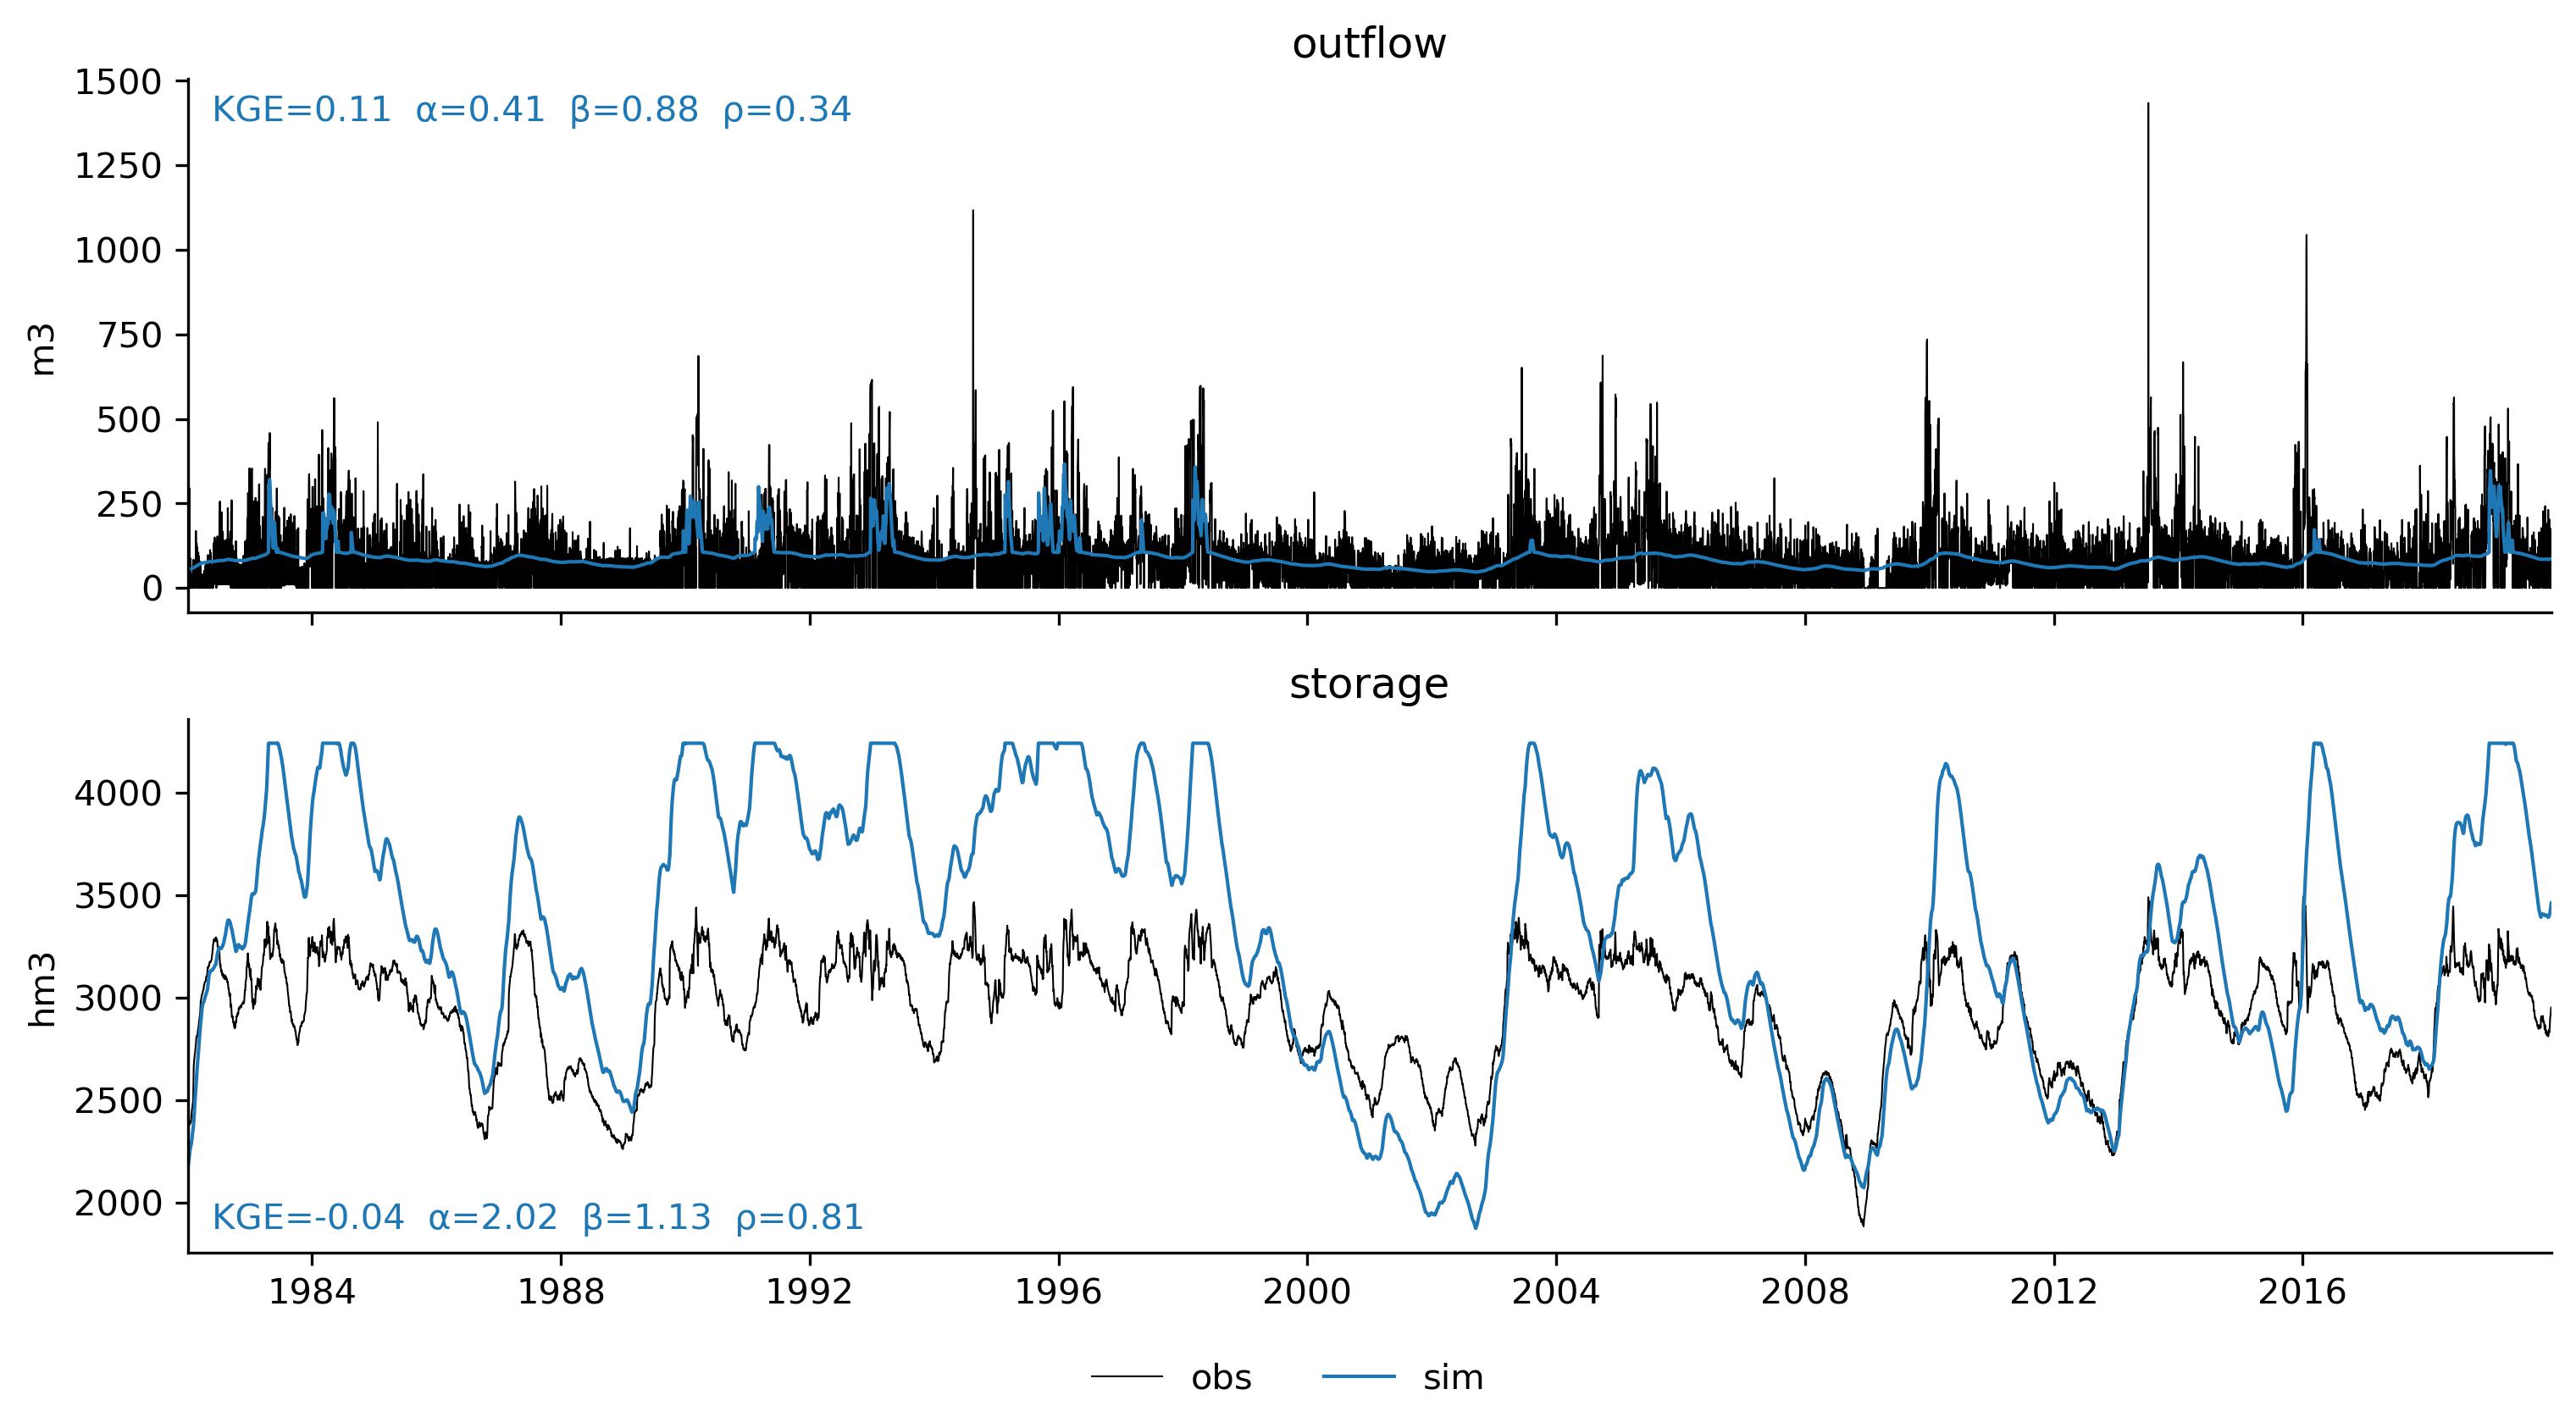 outflow
1500
KGE=0.11 α=0.41 β=0.88 ρ=0.34
1250
1000
750
m3
500
250
0
storage
4000
3500
hm3
3000
2500
2000
KGE=-0.04 α=2.02 β=1.13 ρ=0.81
1984 1988 1992 1996 2000 2004 2008 2012 2016
obs sim